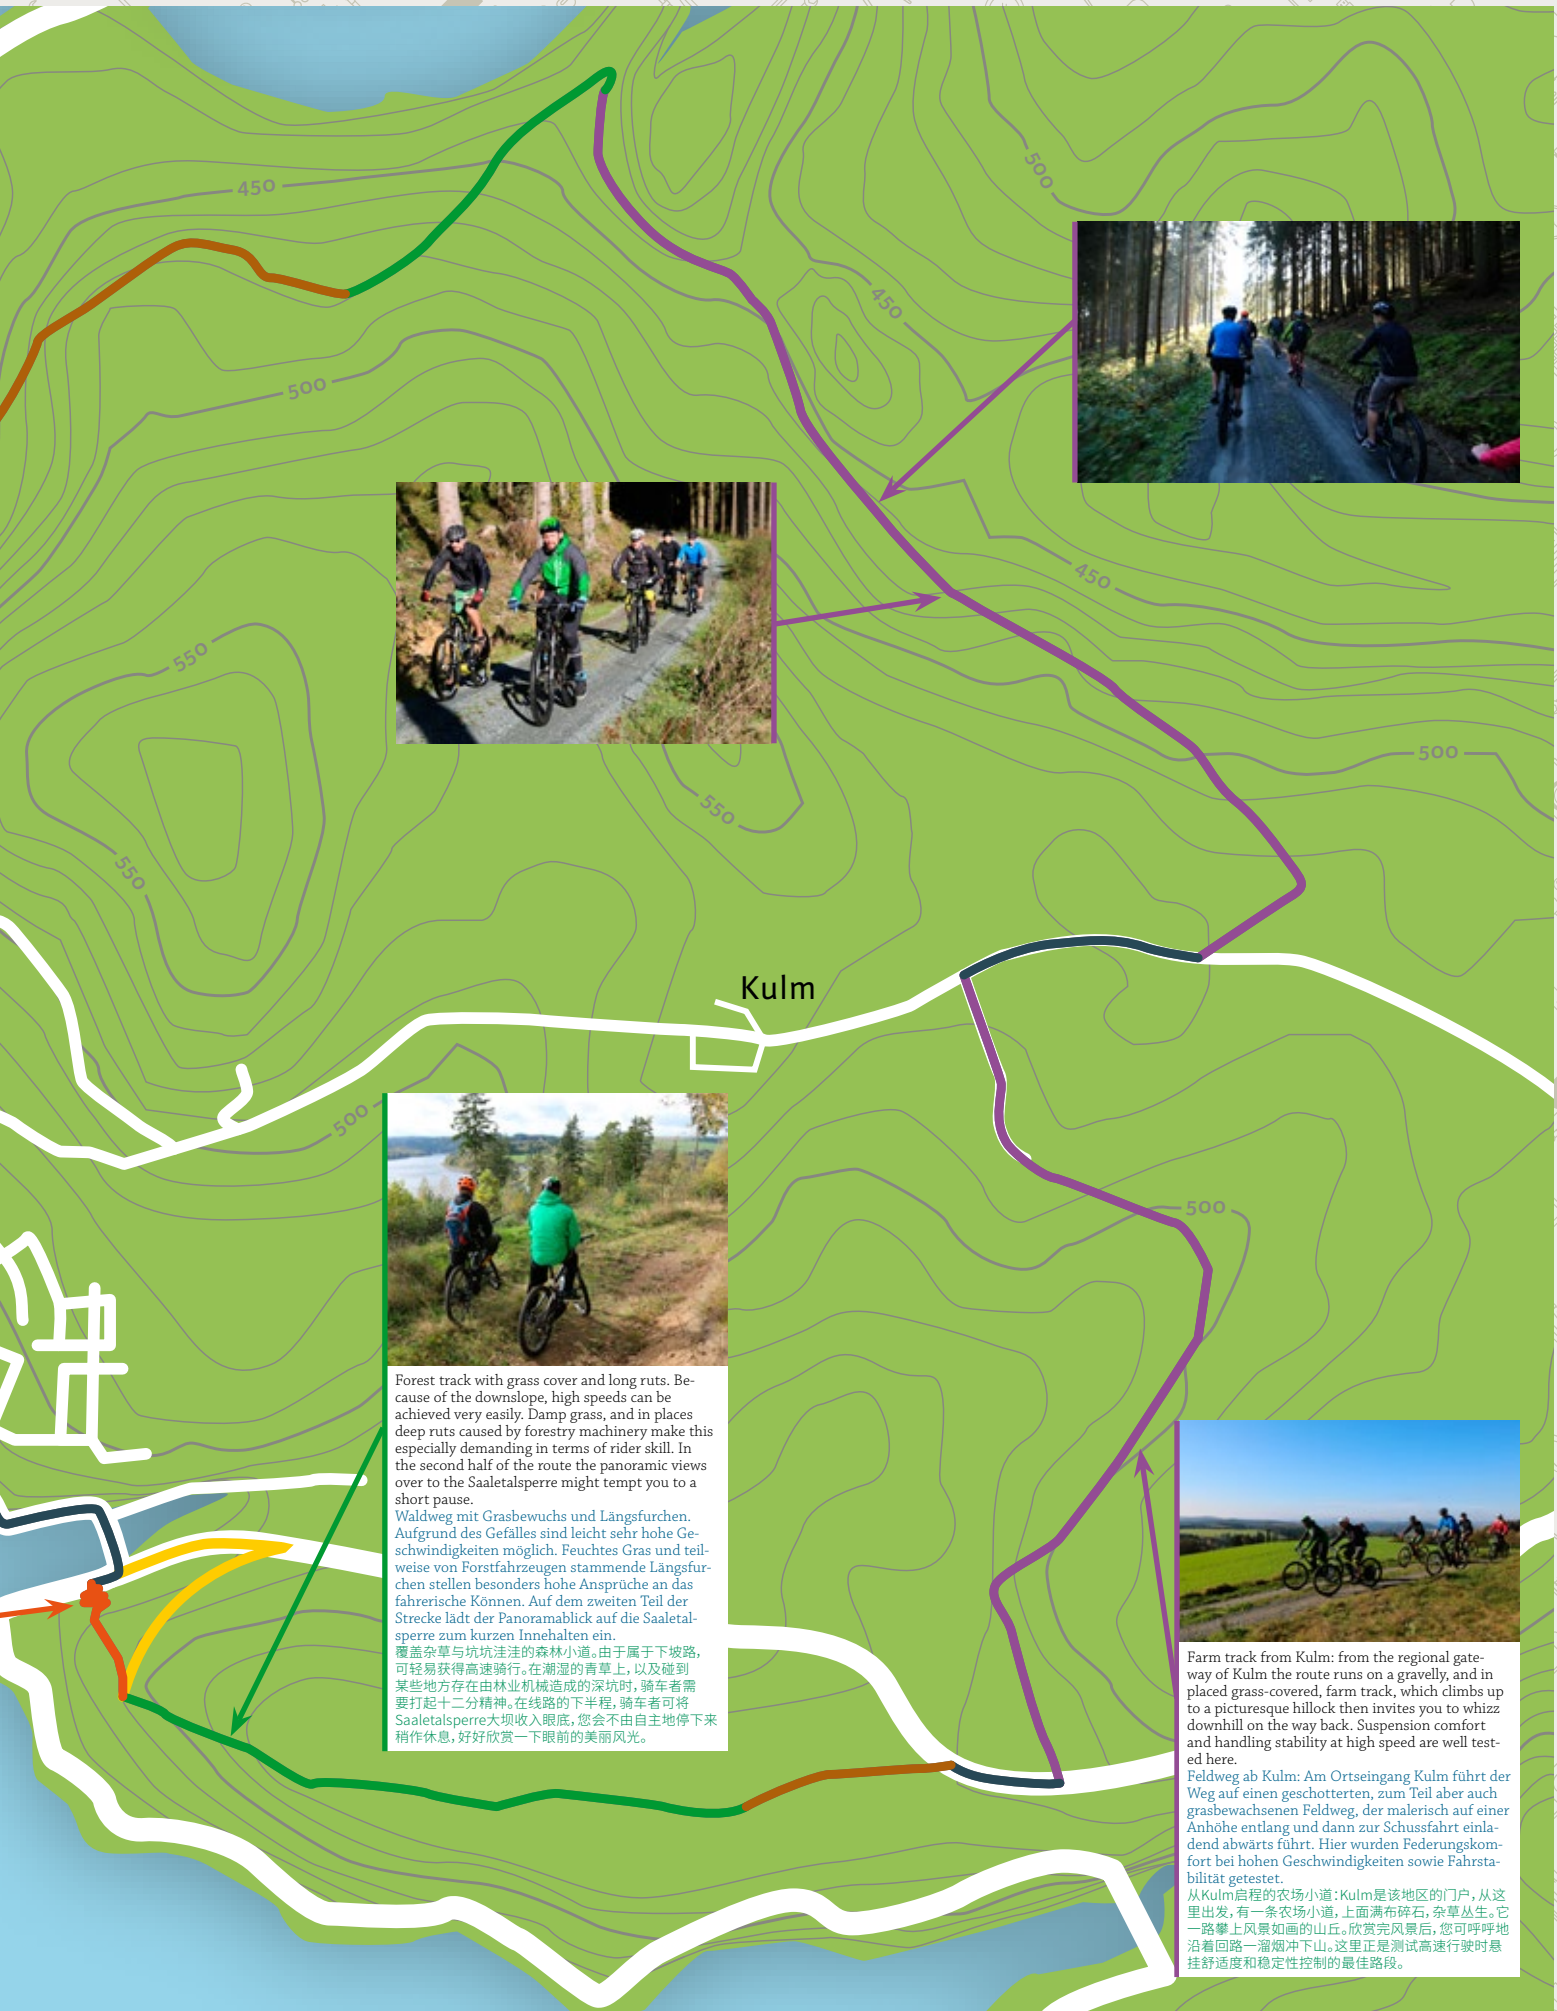 450
500
450
500
450
550
500
550
550
Kulm
500
500
Forest track with grass cover and long ruts. Be-
cause of the downslope, high speeds can be
achieved very easily. Damp grass, and in places
deep ruts caused by forestry machinery make this
especially demanding in terms of rider skill. In
the second half of the route the panoramic views
over to the Saaletalsperre might tempt you to a
short pause.
Waldweg mit Grasbewuchs und Längsfurchen.
Aufgrund des Gefälles sind leicht sehr hohe Ge-
schwindigkeiten möglich. Feuchtes Gras und teil-
weise von Forstfahrzeugen stammende Längsfur-
chen stellen besonders hohe Ansprüche an das
fahrerische Können. Auf dem zweiten Teil der
Strecke lädt der Panoramablick auf die Saaletal-
sperre zum kurzen Innehalten ein.
覆盖杂草与坑坑洼洼的森林小道。由于属于下坡路，
可轻易获得高速骑行。在潮湿的青草上，以及碰到
某些地方存在由林业机械造成的深坑时，骑车者需
要打起十二分精神。在线路的下半程，骑车者可将
Saaletalsperre大坝收入眼底，您会不由自主地停下来
稍作休息，好好欣赏一下眼前的美丽风光。
Farm track from Kulm: from the regional gate-
way of Kulm the route runs on a gravelly, and in
placed grass-covered, farm track, which climbs up
to a picturesque hillock then invites you to whizz
downhill on the way back. Suspension comfort
and handling stability at high speed are well test-
ed here.
Feldweg ab Kulm: Am Ortseingang Kulm führt der
Weg auf einen geschotterten, zum Teil aber auch
grasbewachsenen Feldweg, der malerisch auf einer
Anhöhe entlang und dann zur Schussfahrt einla-
dend abwärts führt. Hier wurden Federungskom-
fort bei hohen Geschwindigkeiten sowie Fahrsta-
bilität getestet.
从Kulm启程的农场小道：Kulm是该地区的门户，从这
里出发，有一条农场小道，上面满布碎石，杂草丛生。它
一路攀上风景如画的山丘。欣赏完风景后，您可呼呼地
沿着回路一溜烟冲下山。这里正是测试高速行驶时悬
挂舒适度和稳定性控制的最佳路段。